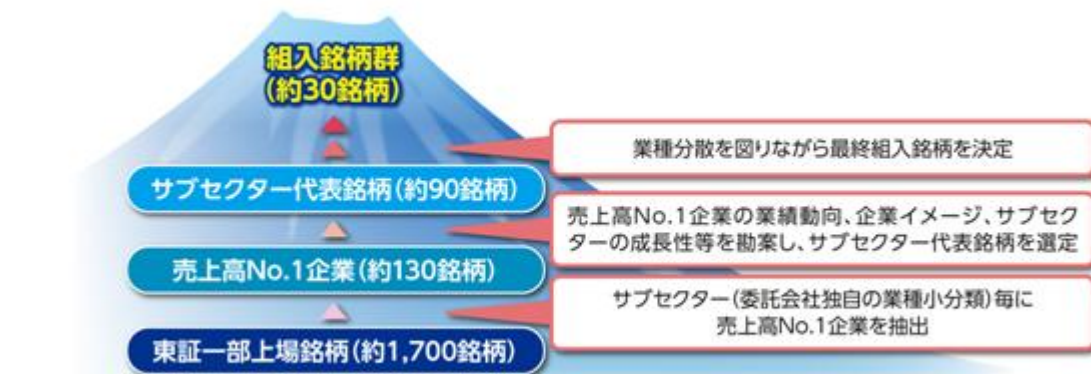 組入銘柄群
(約30銘柄)
業種分散を図りながら最終組入銘柄を決定
サブセクター代表銘柄(約90銘柄)
売上高No.1企業の業績動向、企業イメージ、サブセク
ターの成長性等を勘案し、サブセクター代表銘柄を選定
売上高No.1企業(約130銘柄)
サブセクター(委託会社独自の業種小分類)毎に
売上高No.1企業を抽出
東証一部上場銘柄(約1,700銘柄)